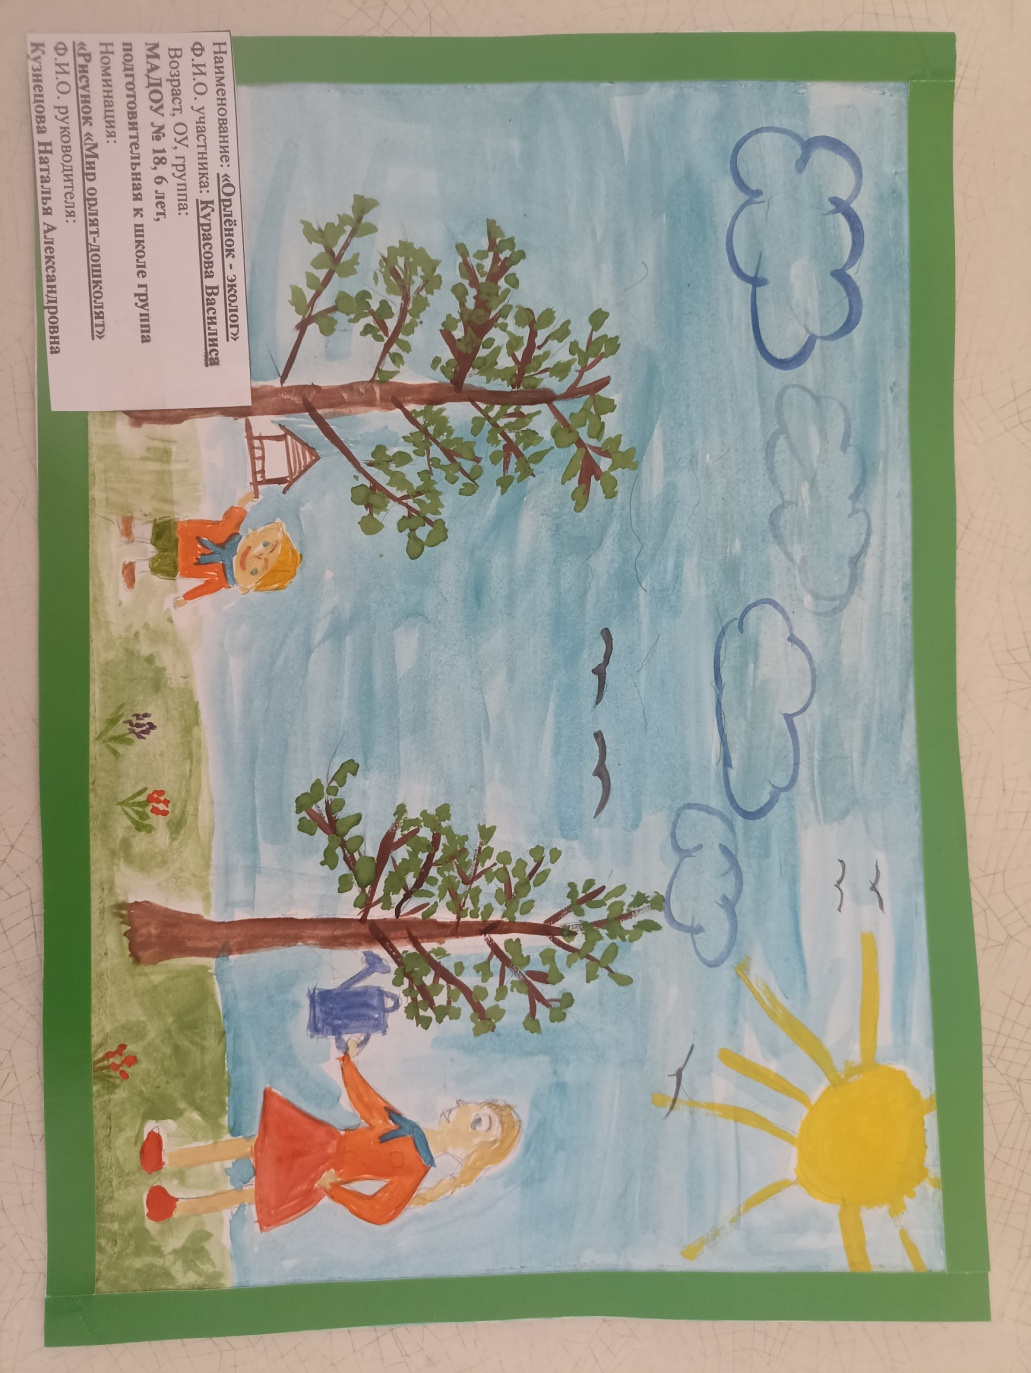 Наименование: «Орлёнок - эколог»
Ф.И.О. участника: Курасова Василиса
Возраст, ОУ, группа:
МАДОУ № 18, 6 лет,
подготовительная к школе группа
Номинация:
«Рисунок «Мир орлят-дошколят»
Ф.И.О. руководителя:
Кузнецова Наталья Александровна